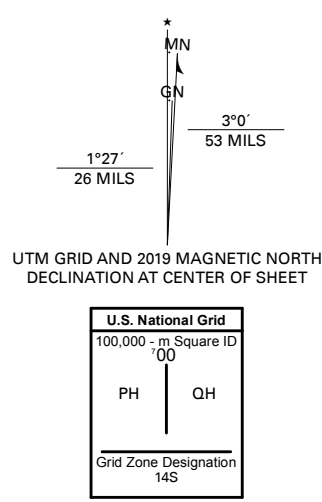 ★
MN
GN
3°0´
53 MILS
1°27´
26 MILS
UTM GRID AND 2019 MAGNETIC NORTH
DECLINATION AT CENTER OF SHEET
U.S. National Grid
100,000 - m Square ID
⁷00
PH QH
Grid Zone Designation
14S